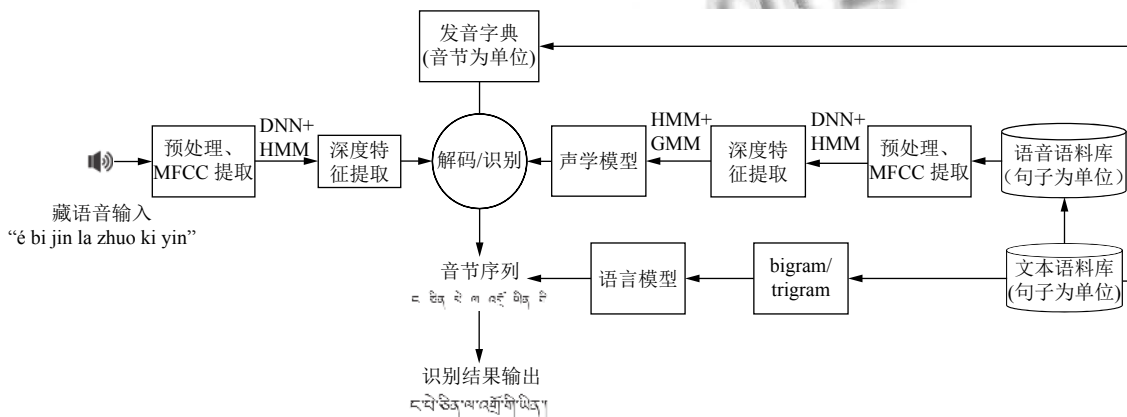 发音字典
(音节为单位)
DNN+
HMM
HMM+
GMM
DNN+
HMM
预处理、
MFCC 提取
深度特
征提取
解码/识别
声学模型
深度特
征提取
预处理、
MFCC 提取
语音语料库
（句子为单位）
藏语音输入
“é bi jin la zhuo ki yin”
音节序列
语言模型
bigram/
trigram
文本语料库
(句子为单位)
识别结果输出
ང་པེ་ཅིན་ལ་འགྲོ་གི་ཡིན།